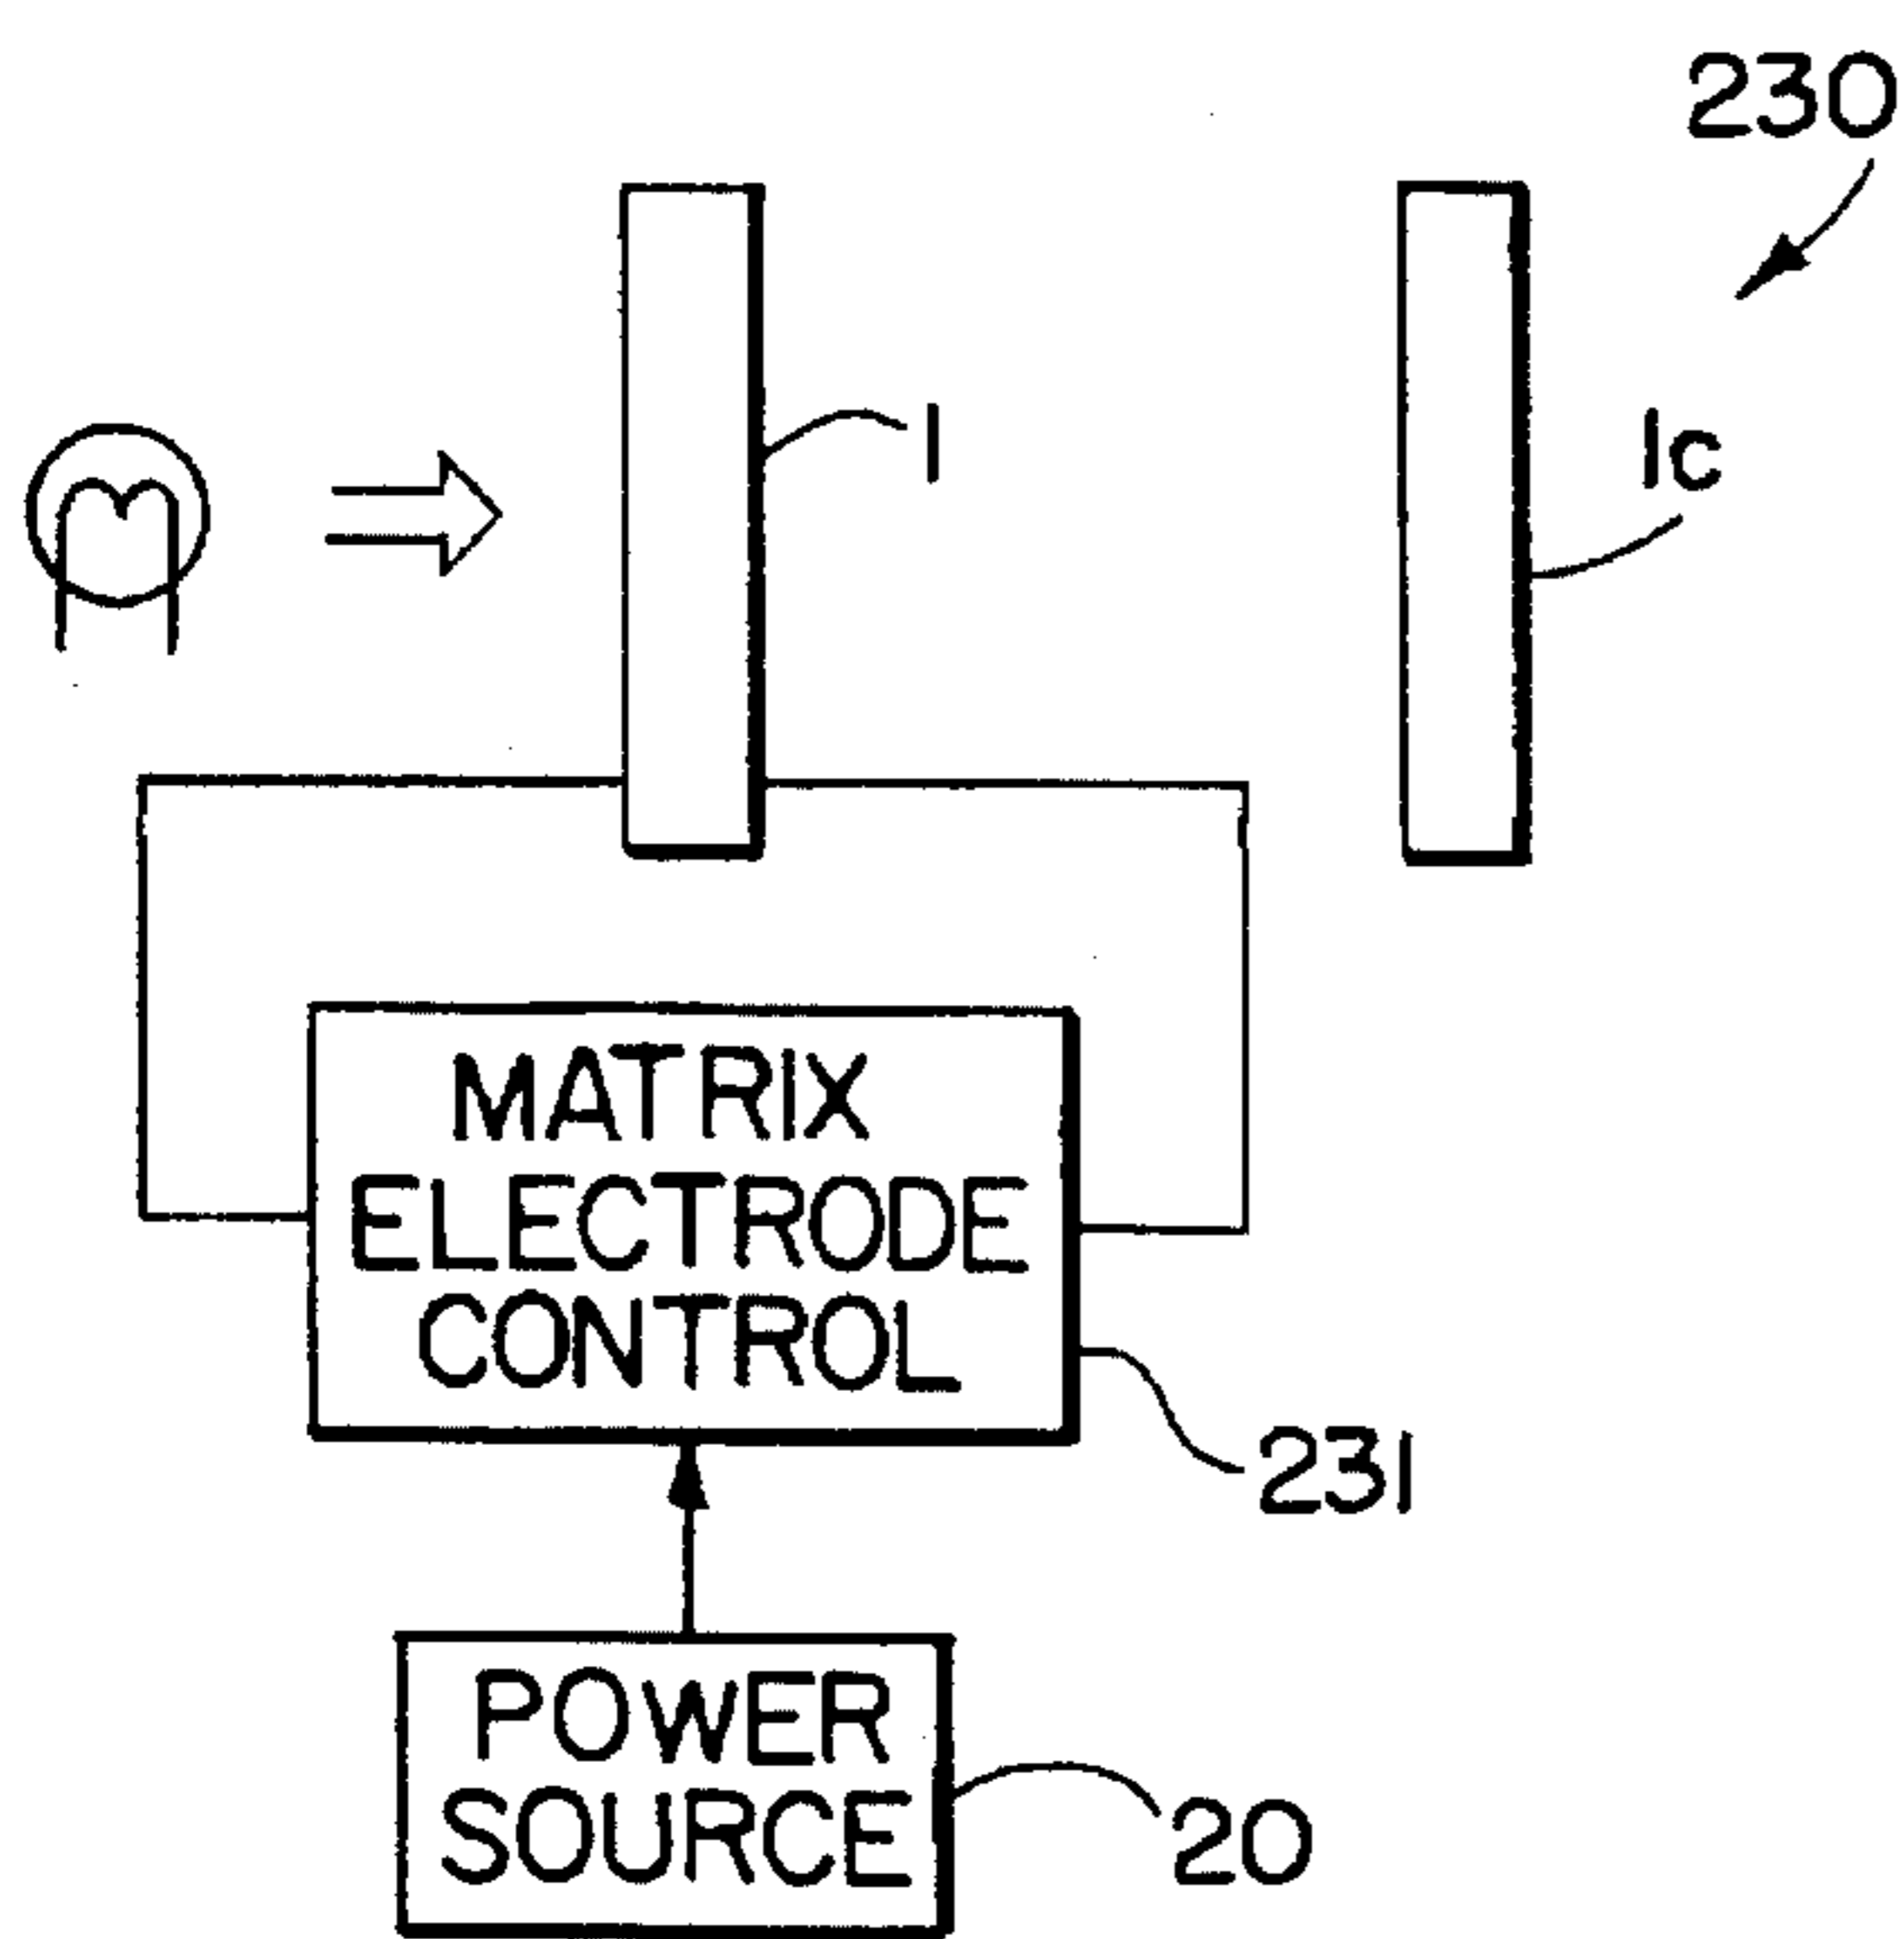 230
1
1c
MATRIX
ELECTRODE
CONTROL
231
POWER
SOURCE
20